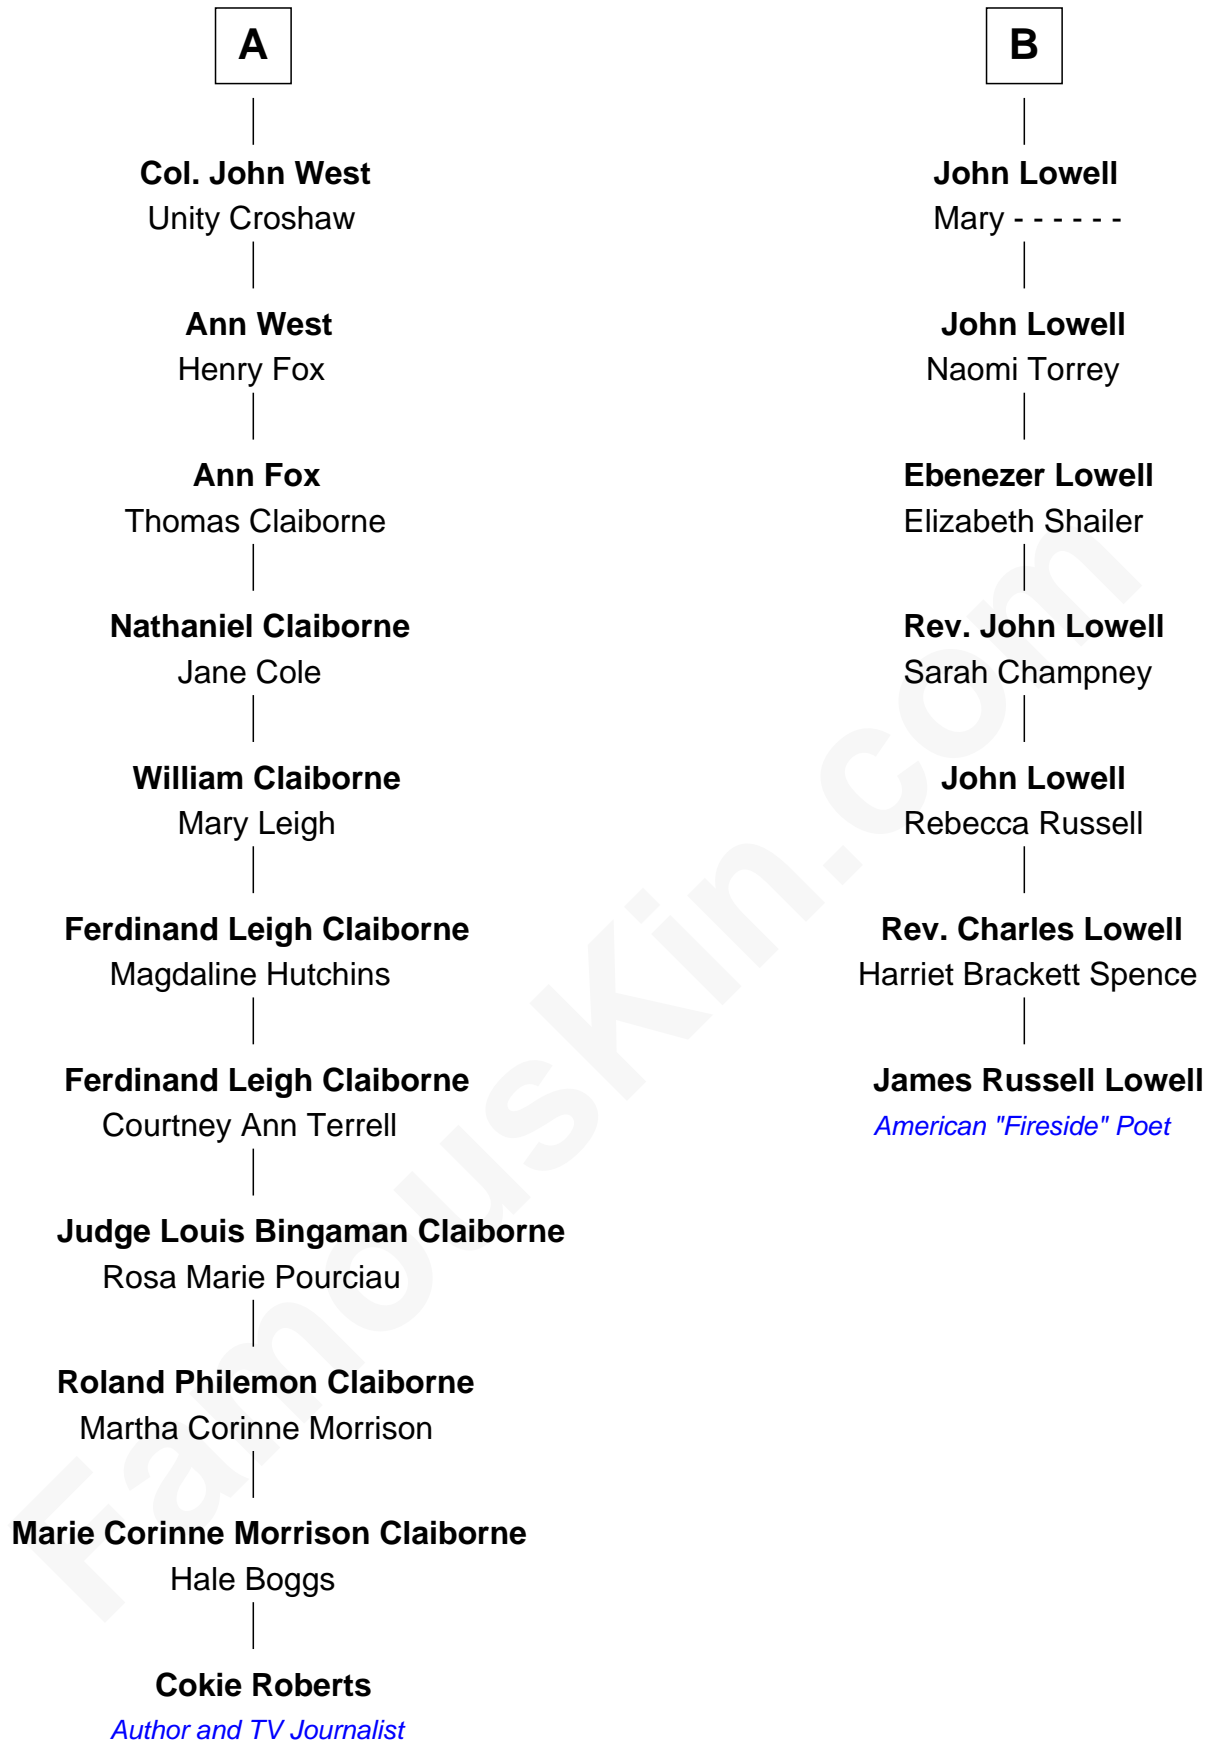 A
Col. John West
Unity Croshaw
Ann West
Henry Fox
Ann Fox
Thomas Claiborne
Nathaniel Claiborne
Jane Cole
William Claiborne
Mary Leigh
Ferdinand Leigh Claiborne
Magdaline Hutchins
Ferdinand Leigh Claiborne
Courtney Ann Terrell
Judge Louis Bingaman Claiborne
Rosa Marie Pourciau
Roland Philemon Claiborne
Martha Corinne Morrison
Marie Corinne Morrison Claiborne
Hale Boggs
Cokie Roberts
Author and TV Journalist
B
John Lowell
Mary - - - - - -
John Lowell
Naomi Torrey
Ebenezer Lowell
Elizabeth Shailer
Rev. John Lowell
Sarah Champney
John Lowell
Rebecca Russell
Rev. Charles Lowell
Harriet Brackett Spence
James Russell Lowell
American "Fireside" Poet
FamousKin.com